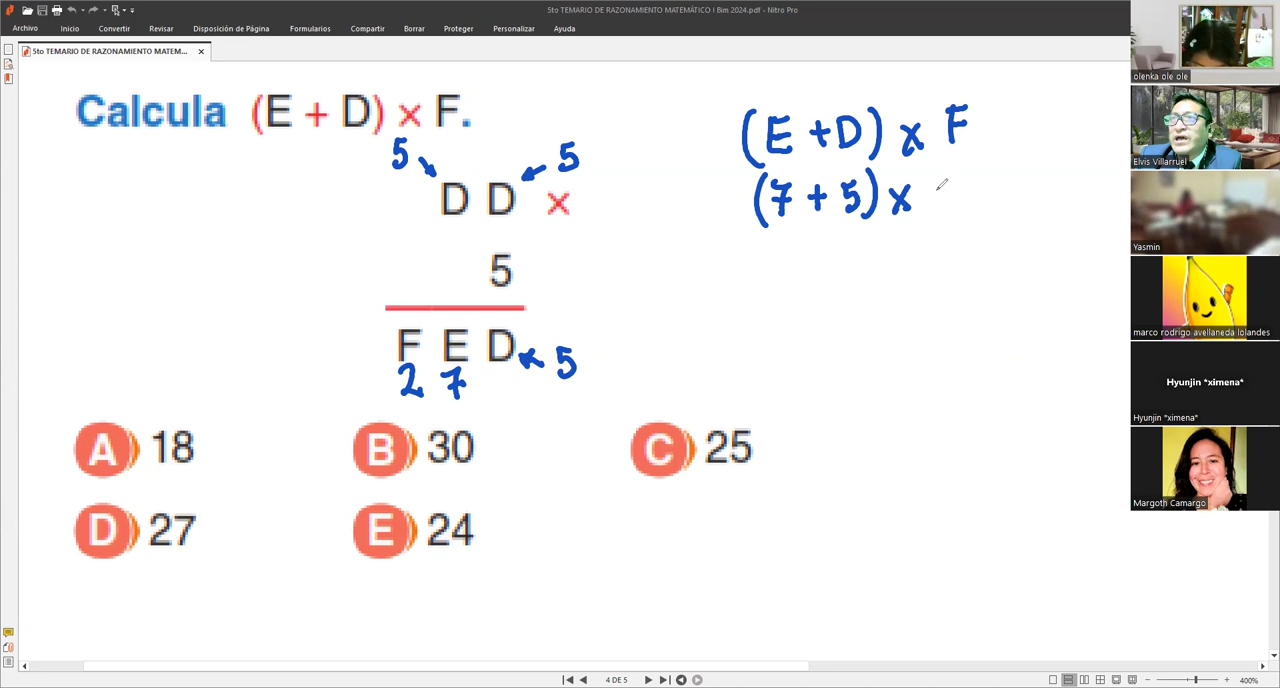 5to TEMARIO DE RAZONAMIENTO MATEMÁTICO I Bim 2024.pdf - Nitro Pro
Archivo Inicio Convertir Revisar Disposición de Página Formularios Compartir Borrar Proteger Personalizar Ayuda
5to TEMARIO DE RAZONAMIENTO MATEM... ×
Calcula (E + D) × F.
5 5
D D ×
5
F E D 5
2 7
(E + D) x F
(7 + 5) x
A) 18 B) 30 C) 25
D) 27 E) 24
olenka ole ole
Elvis Villarruel
Yasmin
marco rodrigo avellaneda lolandes
Hyunjin *ximena*
Hyunjin *ximena*
Margoth Camargo
4 DE 5
400%